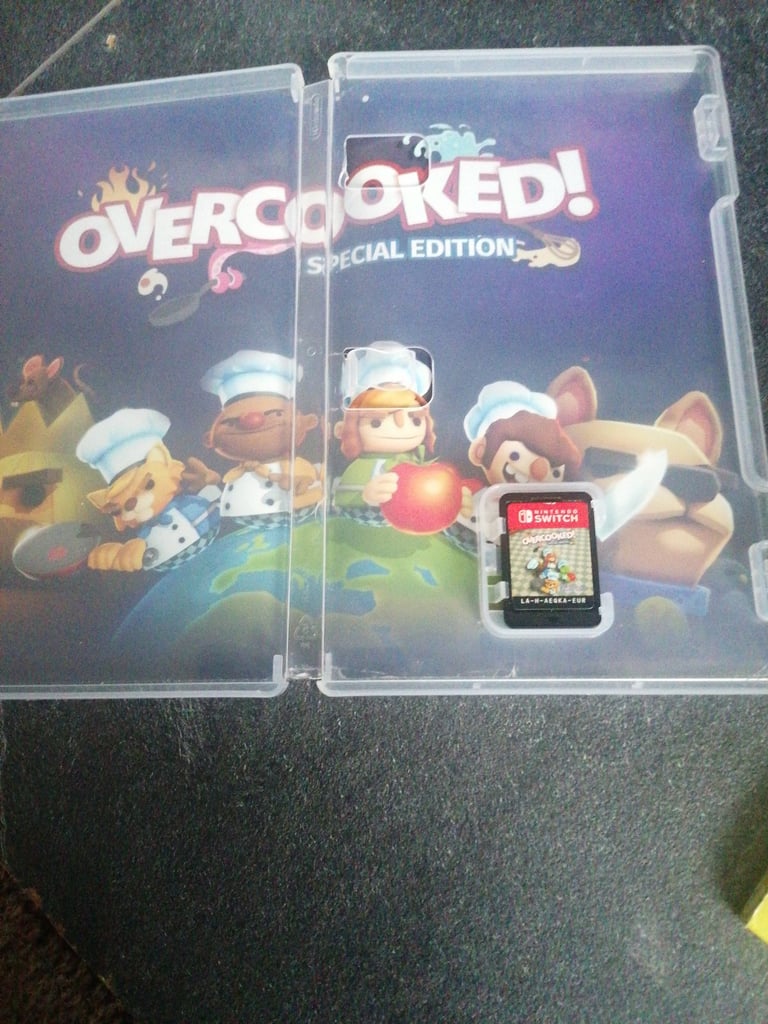 OVERCOOKED!
SPECIAL EDITION
NINTENDO
SWITCH
OVERCOOKED!
LA-H-AEQKA-EUR